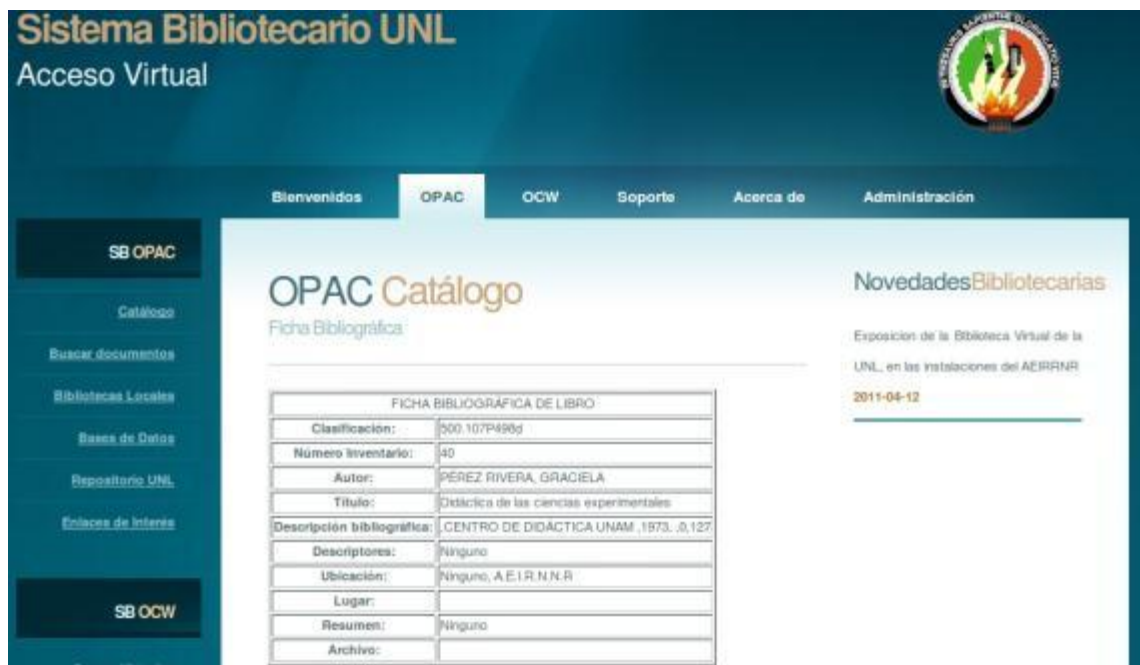 Sistema Bibliotecario UNL
Acceso Virtual
Bienvenidos OPAC OCW Soporte Acerca de Administración
SB OPAC
Catálogo
Buscar documentos
Bibliotecas Locales
Bases de Datos
Repositorio UNL
Enlaces de Interés
SB OCW
OPAC Catálogo
Ficha Bibliográfica
FICHA BIBLIOGRÁFICA DE LIBRO
Clasificación: 500.107P498d
Número Inventario: 40
Autor: PÉREZ RIVERA, GRACIELA
Título: Didáctica de las ciencias experimentales
Descripción bibliográfica: ,CENTRO DE DIDÁCTICA UNAM ,1973, ,0,127
Descriptores: Ninguno
Ubicación: Ninguno, A.E.I.R.N.N.R
Lugar:
Resumen: Ninguno
Archivo:
NovedadesBibliotecarias
Exposicion de la Biblioteca Virtual de la
UNL, en las instalaciones del AEIRRNR
2011-04-12